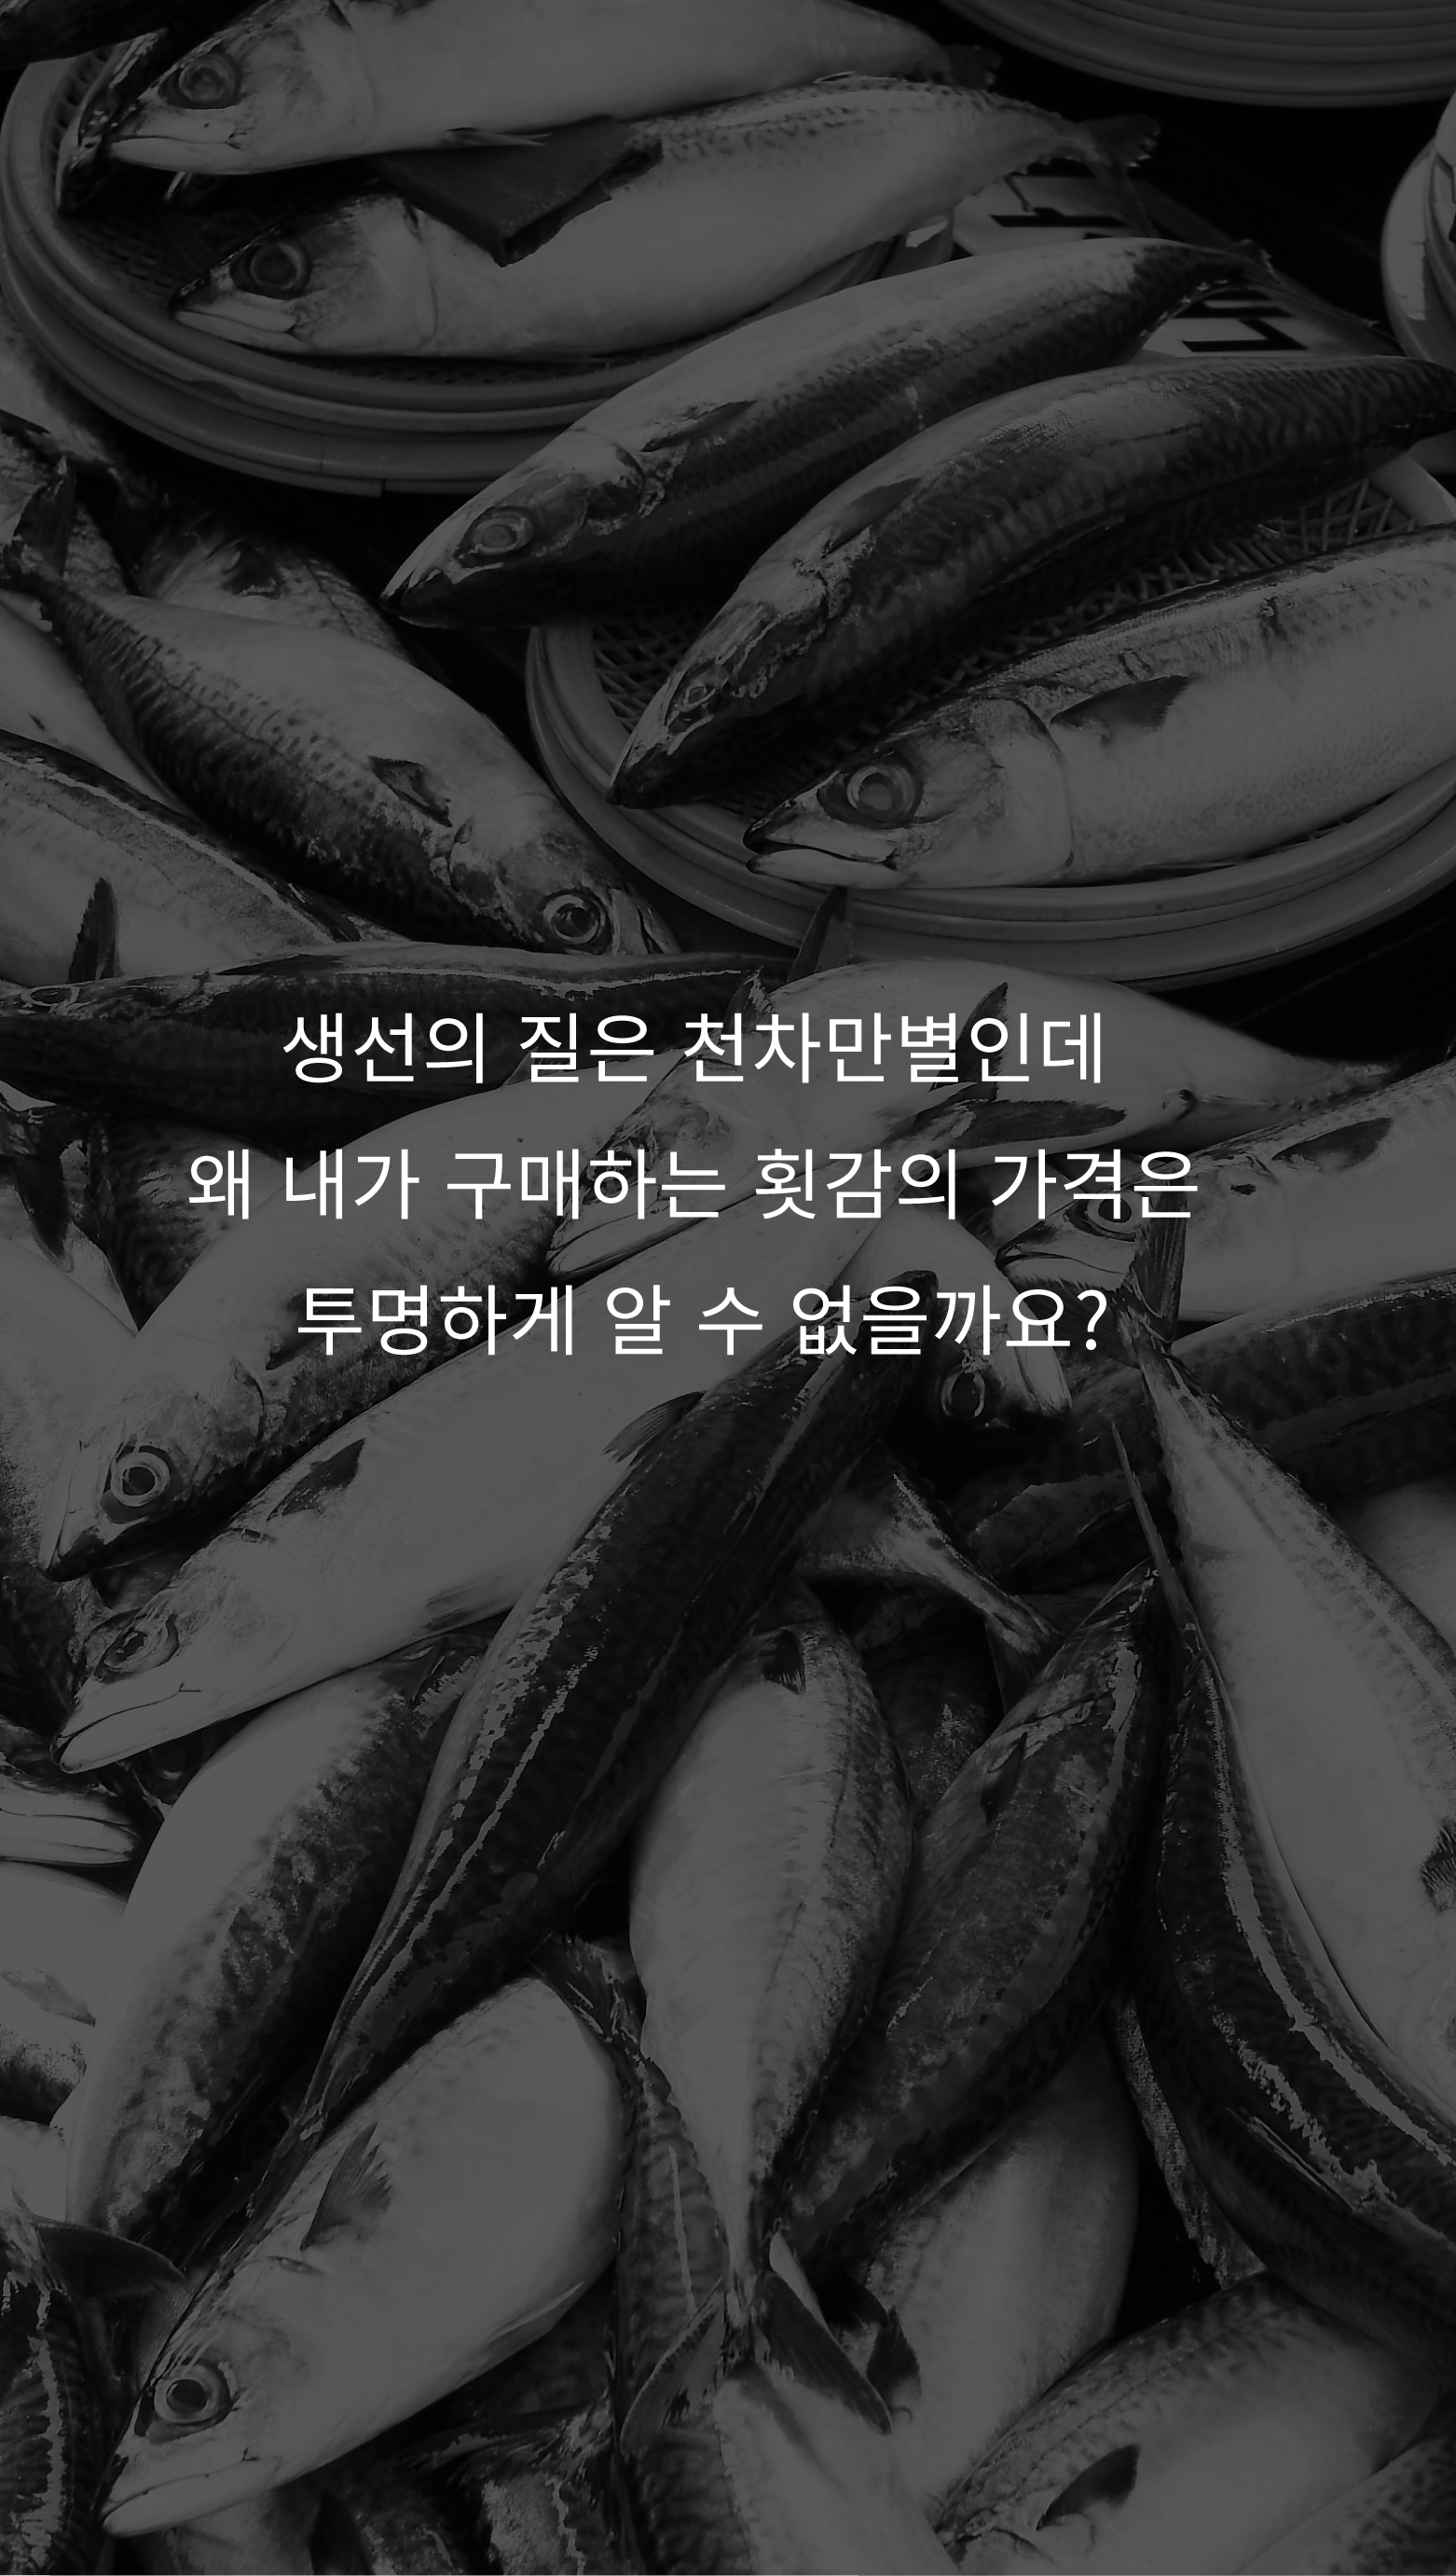 생선의 질은 천차만별인데
왜 내가 구매하는 횟감의 가격은
투명하게 알 수 없을까요?